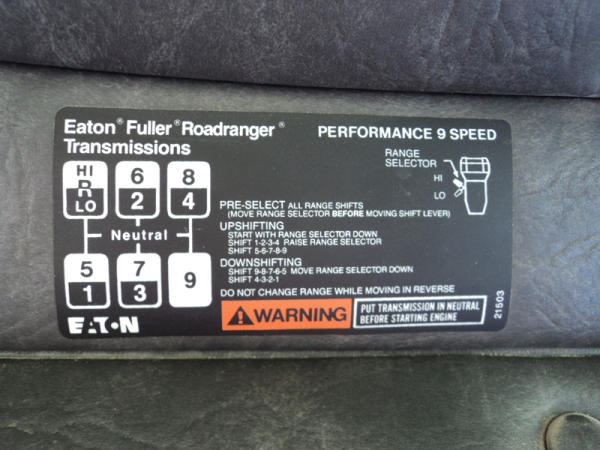 Eaton® Fuller® Roadranger®
Transmissions
PERFORMANCE 9 SPEED
HI
R
LO
6
2
8
4
Neutral
5
1
7
3
9
RANGE
SELECTOR
HI
LO
PRE-SELECT ALL RANGE SHIFTS
(MOVE RANGE SELECTOR BEFORE MOVING SHIFT LEVER)
UPSHIFTING
START WITH RANGE SELECTOR DOWN
SHIFT 1-2-3-4 RAISE RANGE SELECTOR
SHIFT 5-6-7-8-9
DOWNSHIFTING
SHIFT 9-8-7-6-5 MOVE RANGE SELECTOR DOWN
SHIFT 4-3-2-1
DO NOT CHANGE RANGE WHILE MOVING IN REVERSE
EATON
WARNING
PUT TRANSMISSION IN NEUTRAL
BEFORE STARTING ENGINE
21503